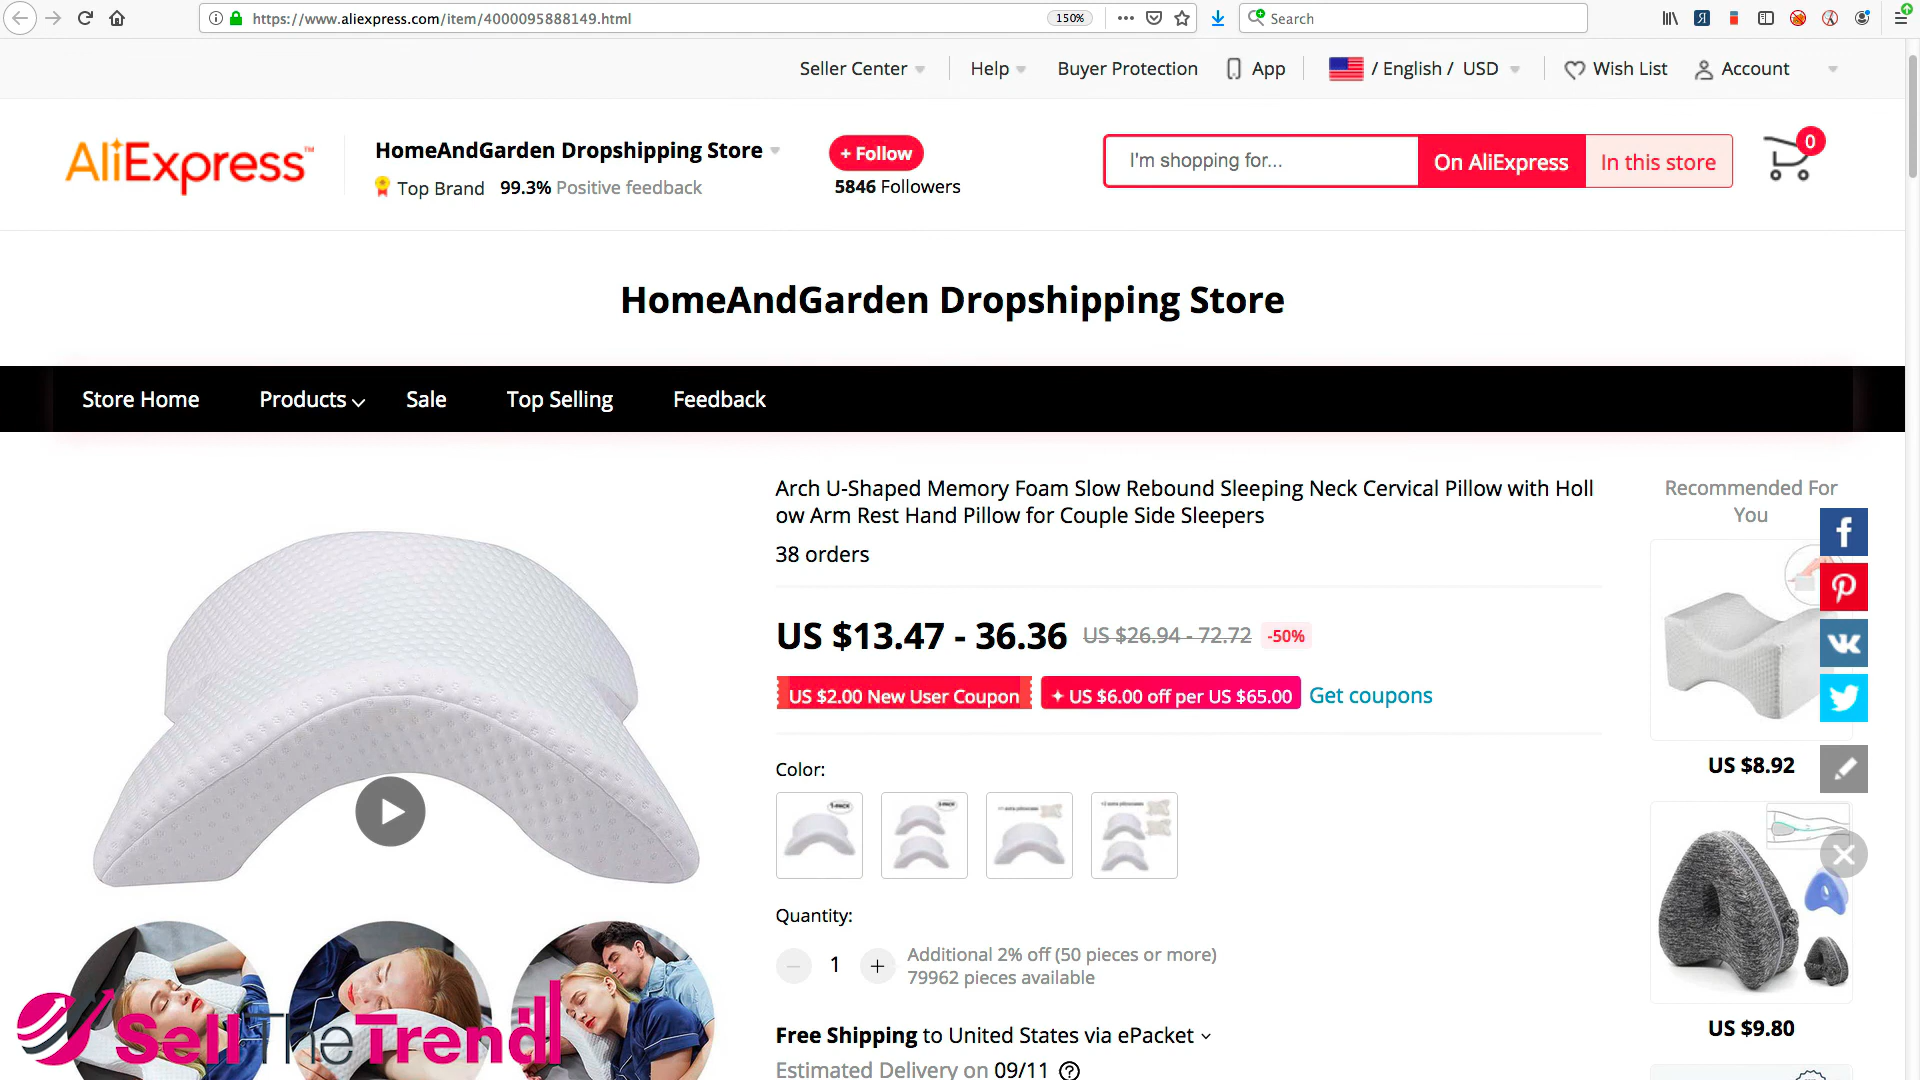 https://www.aliexpress.com/item/4000095888149.html
150%
Search
Seller Center
Help
Buyer Protection
App
/ English / USD
Wish List
Account
AliExpress™
HomeAndGarden Dropshipping Store
Top Brand 99.3% Positive feedback
+ Follow
5846 Followers
I'm shopping for...
On AliExpress
In this store
0
HomeAndGarden Dropshipping Store
Store Home
Products
Sale
Top Selling
Feedback
Arch U-Shaped Memory Foam Slow Rebound Sleeping Neck Cervical Pillow with Holl
ow Arm Rest Hand Pillow for Couple Side Sleepers
38 orders
US $13.47 - 36.36 US $26.94 - 72.72 -50%
US $2.00 New User Coupon
US $6.00 off per US $65.00
Get coupons
Color:
Quantity:
1
Additional 2% off (50 pieces or more)
79962 pieces available
Free Shipping to United States via ePacket
Estimated Delivery on 09/11
Recommended For
You
US $8.92
US $9.80
SellTheTrend